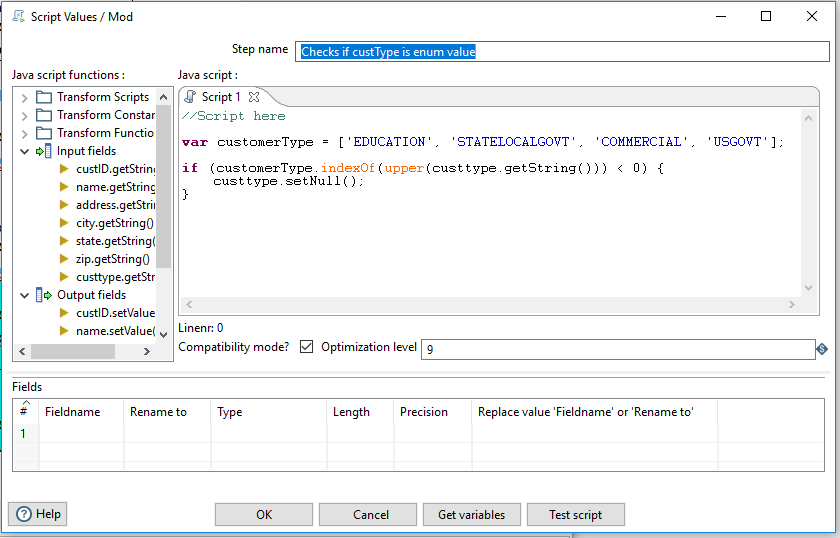 Script Values / Mod
Step name Checks if custType is enum value
Java script functions : Java script :
Transform Scripts
Transform Constar
Transform Functio
Input fields
custID.getString
name.getString
address.getStrin
city.getString()
state.getString(
zip.getString()
custtype.getStr
Output fields
custID.setValue
name.setValue(
Script 1
//Script here
var customerType = ['EDUCATION', 'STATELOCALGOVT', 'COMMERCIAL', 'USGOVT'];
if (customerType.indexOf(upper(custtype.getString())) < 0) {
custtype.setNull();
}
Linenr: 0
Compatibility mode? Optimization level 9
Fields
# Fieldname Rename to Type Length Precision Replace value 'Fieldname' or 'Rename to'
1
Help OK Cancel Get variables Test script